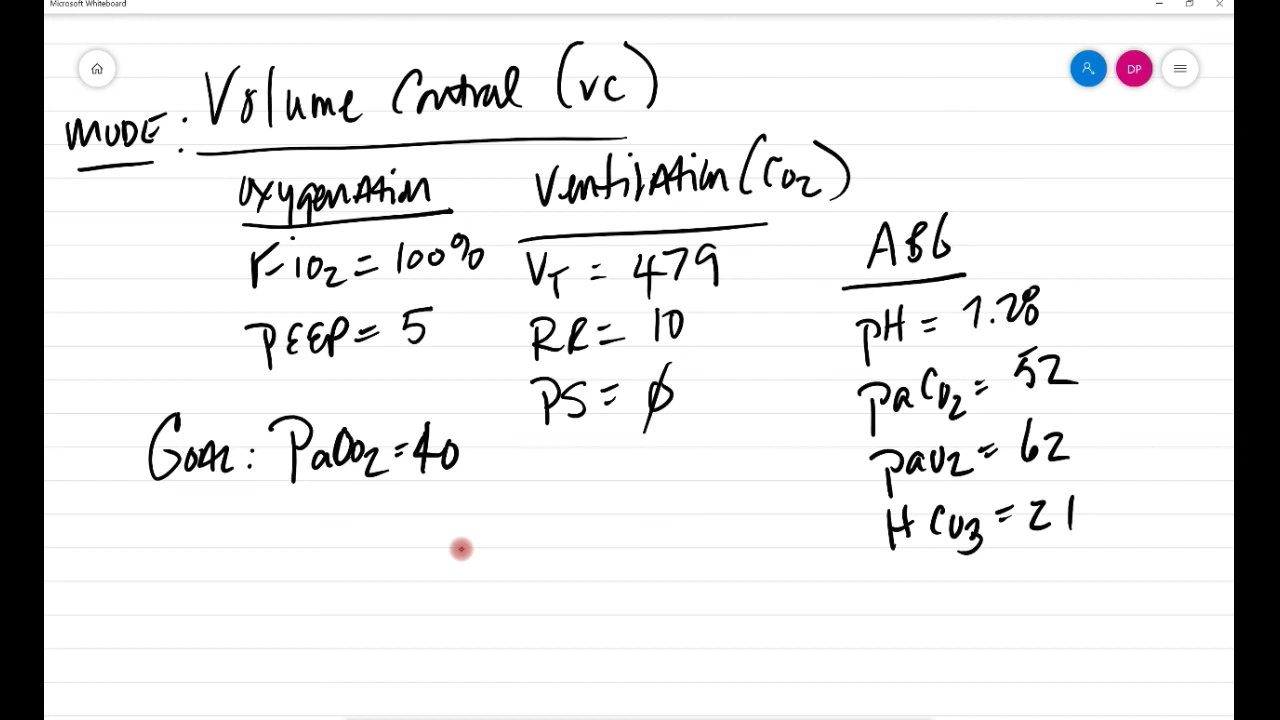 Microsoft Whiteboard
DP
MODE: Volume Control (VC)
Oxygenation
FiO2 = 100%
PEEP = 5
Ventilation (CO2)
VT = 479
RR = 10
PS = ∅
ABG
pH = 7.28
PaCO2 = 52
PaO2 = 62
HCO3 = 21
Goal: PaCO2 = 40